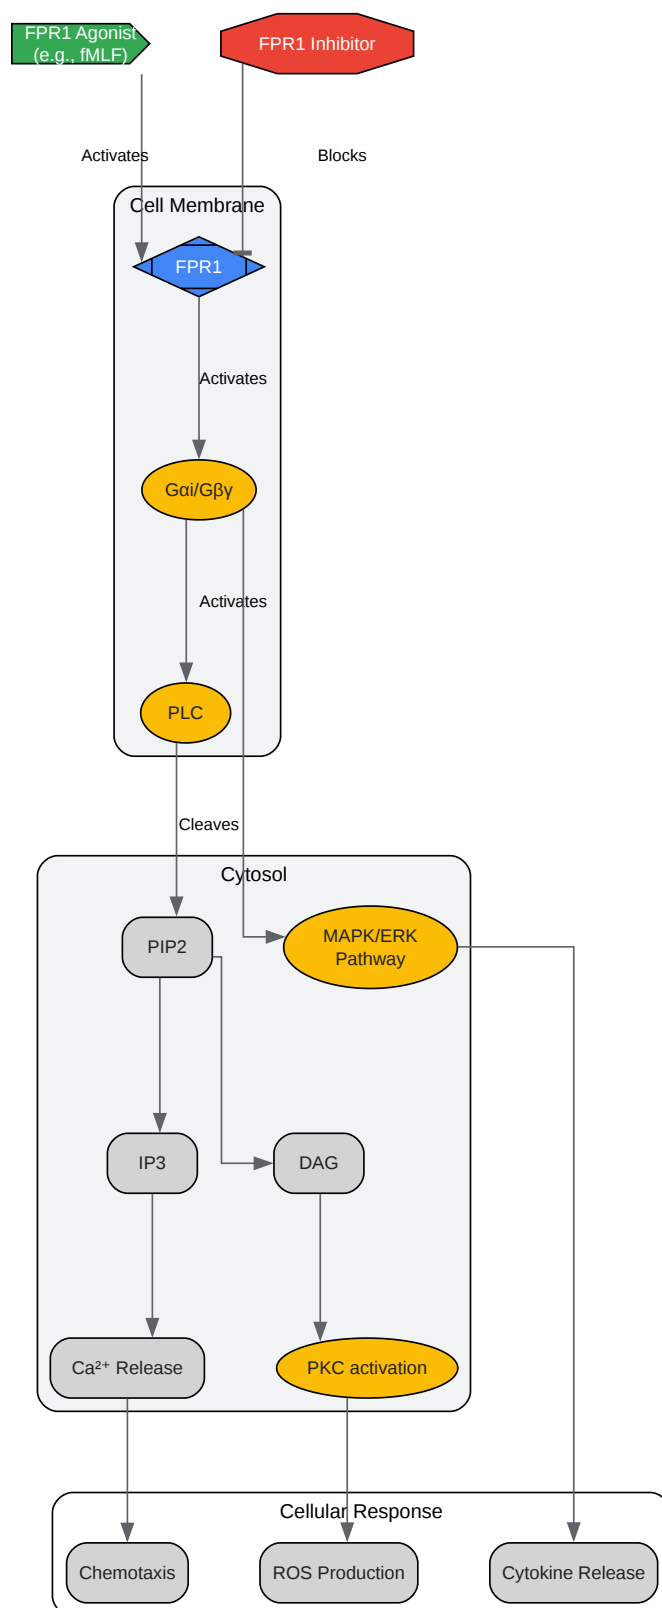 FPR1 Agonist
(e.g., fMLF)
FPR1 Inhibitor
Activates
Blocks
Cell Membrane
FPR1
Activates
Gαi/Gβγ
Activates
PLC
Cleaves
Cytosol
PIP2
MAPK/ERK
Pathway
IP3
DAG
Ca²⁺ Release
PKC activation
Cellular Response
Chemotaxis
ROS Production
Cytokine Release